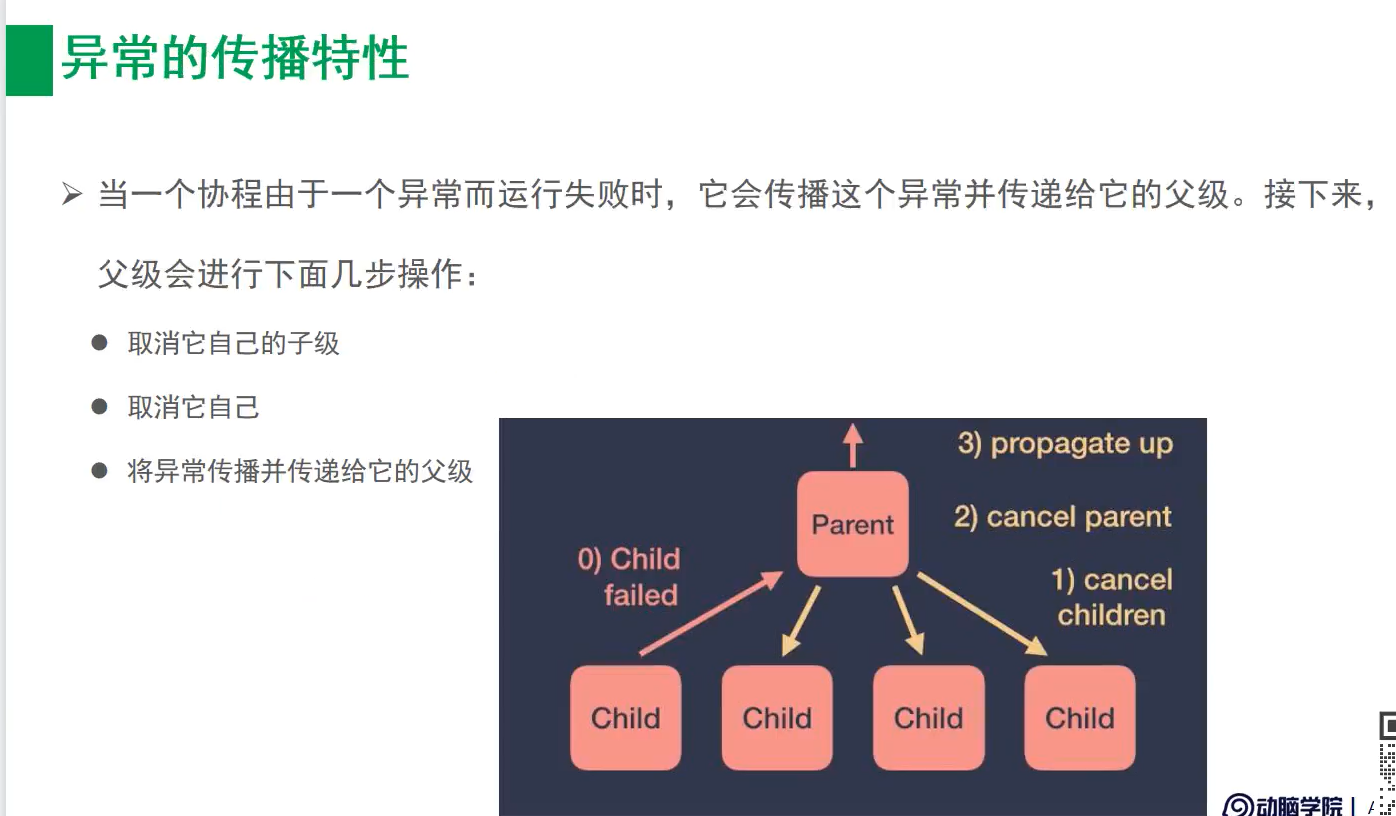 异常的传播特性
当一个协程由于一个异常而运行失败时，它会传播这个异常并传递给它的父级。接下来，
父级会进行下面几步操作：
取消它自己的子级
取消它自己
将异常传播并传递给它的父级
3) propagate up
Parent
2) cancel parent
0) Child
failed
1) cancel
children
Child
Child
Child
Child
动脑学院